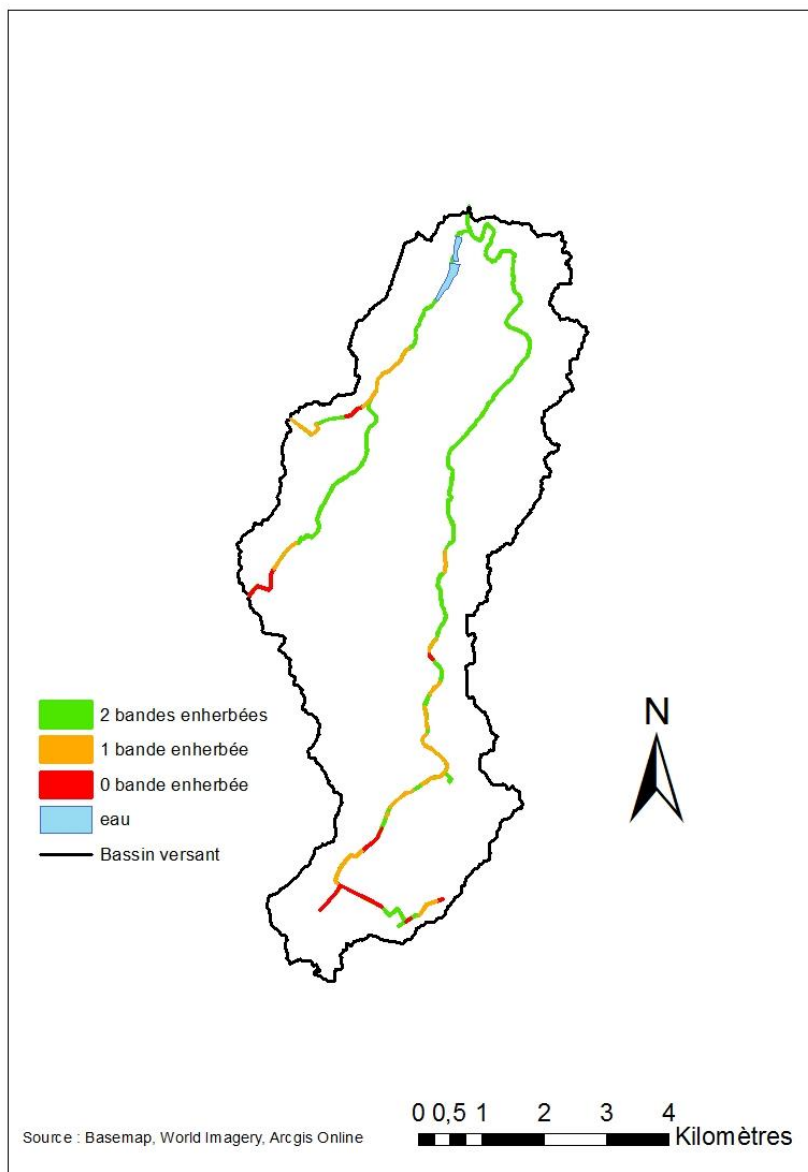 2 bandes enherbées
1 bande enherbée
0 bande enherbée
eau
Bassin versant
N
0 0,5 1 2 3 4
Kilomètres
Source : Basemap, World Imagery, Arcgis Online